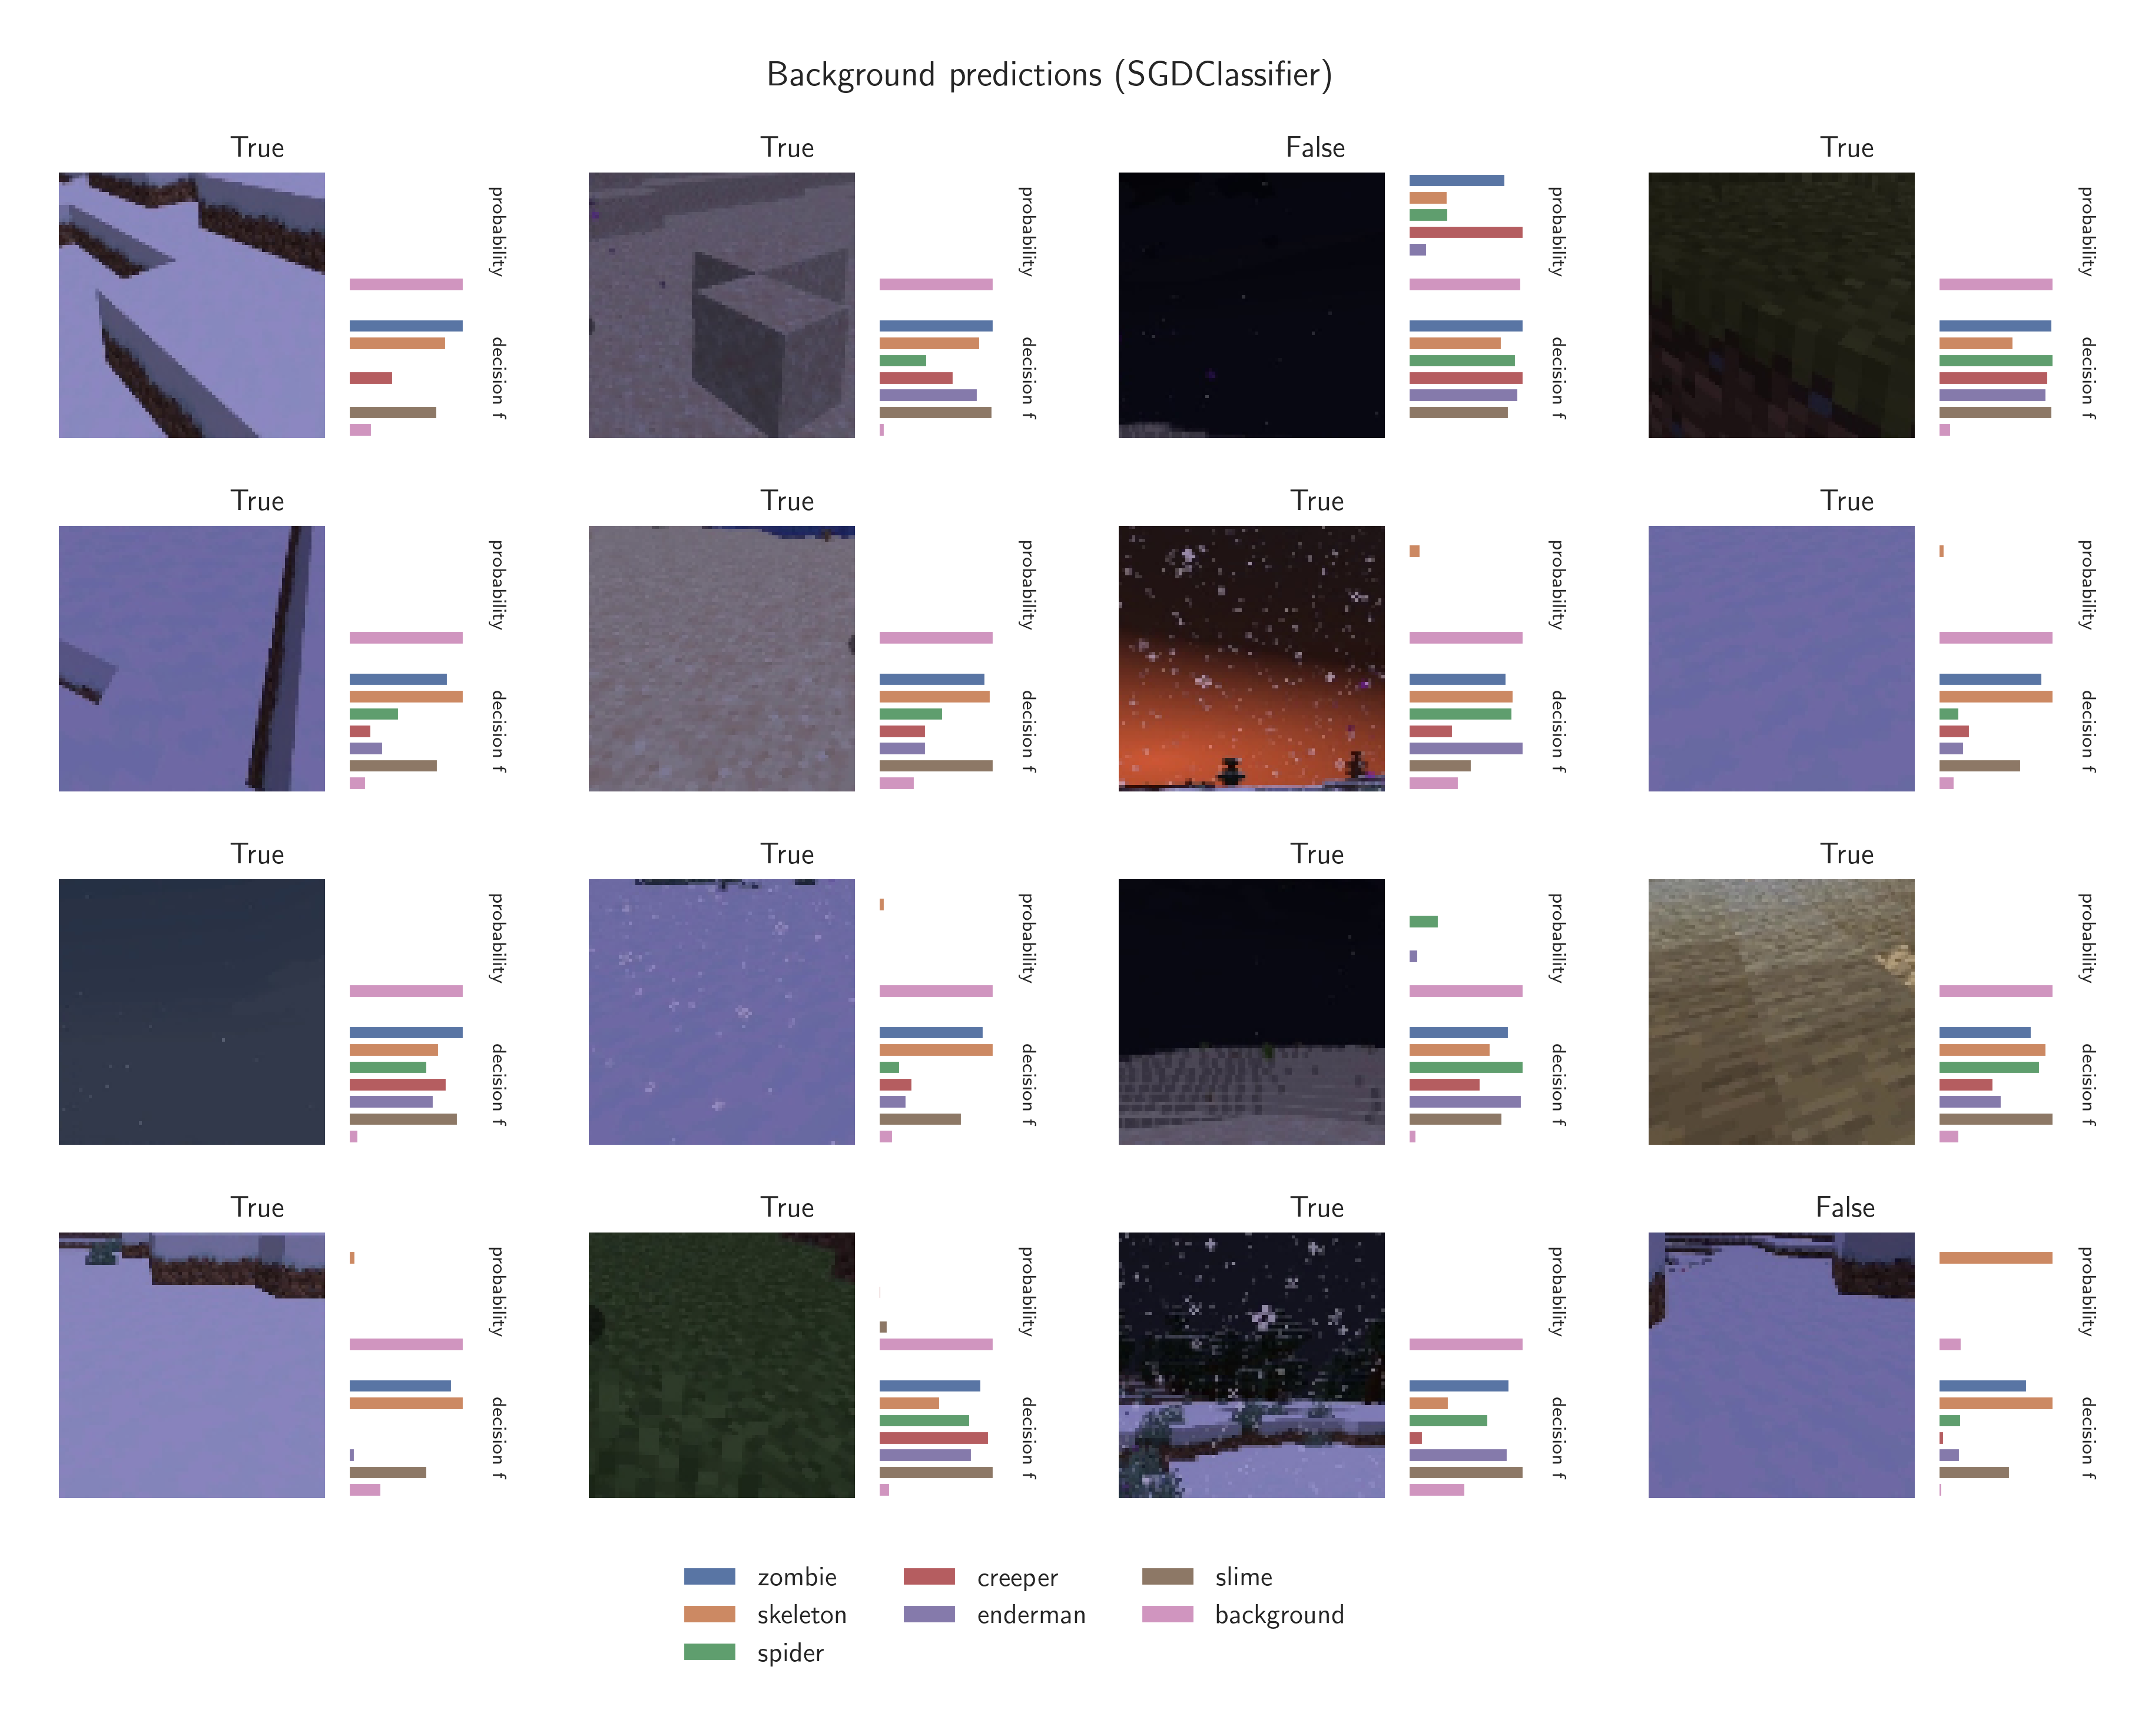 Background predictions (SGDClassifier)
True
probability
decision f
True
probability
decision f
False
probability
decision f
True
probability
decision f
True
probability
decision f
True
probability
decision f
True
probability
decision f
True
probability
decision f
True
probability
decision f
True
probability
decision f
True
probability
decision f
True
probability
decision f
True
probability
decision f
True
probability
decision f
True
probability
decision f
False
probability
decision f
zombie
skeleton
spider
creeper
enderman
slime
background